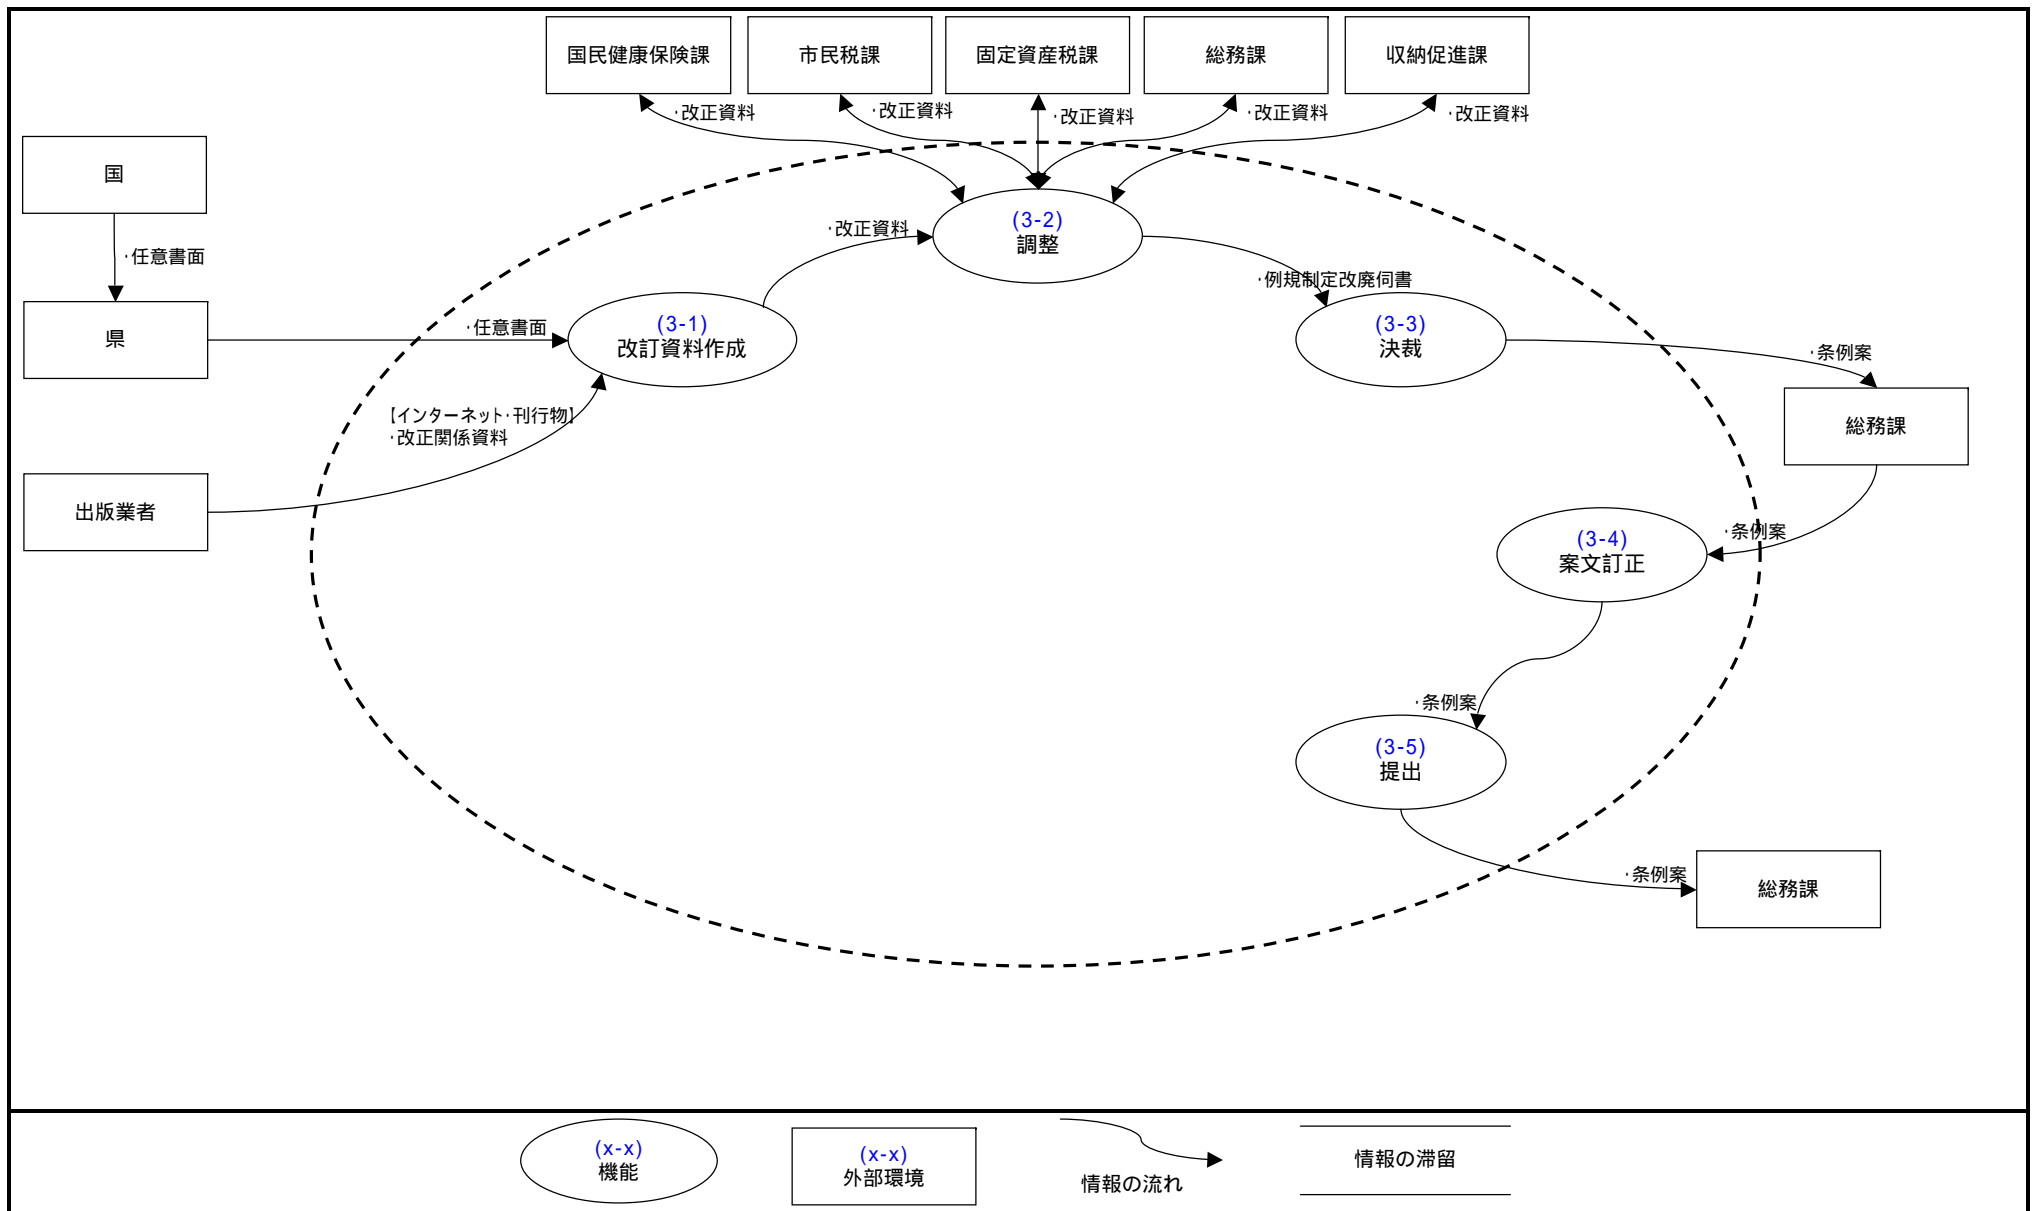 国民健康保険課
市民税課
固定資産税課
総務課
収納促進課
・改正資料
・改正資料
・改正資料
・改正資料
・改正資料
国
・任意書面
県
・任意書面
(3-1)
改訂資料作成
・改正資料
(3-2)
調整
・例規制定改廃伺書
(3-3)
決裁
・条例案
総務課
【インターネット・刊行物】
・改正関係資料
出版業者
・条例案
(3-4)
案文訂正
・条例案
(3-5)
提出
・条例案
総務課
(x-x)
機能
(x-x)
外部環境
情報の流れ
情報の滞留